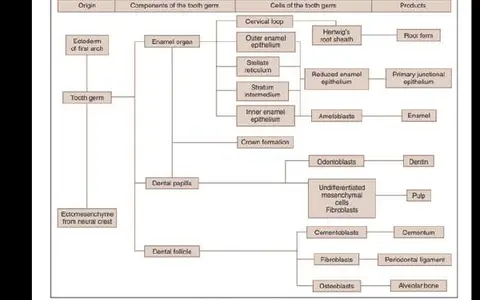 Origin
Components of the tooth germ
Cells of the tooth germ
Products
Ectoderm
of first arch
Tooth germ
Ectomesenchyme
from neural crest
Enamel organ
Dental papilla
Dental follicle
Cervical loop
Outer enamel
epithelium
Stellate
reticulum
Stratum
intermedium
Inner enamel
epithelium
Crown formation
Hertwig's
root sheath
Reduced enamel
epithelium
Ameloblasts
Odontoblasts
Undifferentiated
mesenchymal
cells
Fibroblasts
Cementoblasts
Fibroblasts
Osteoblasts
Root form
Primary junctional
epithelium
Enamel
Dentin
Pulp
Cementum
Periodontal ligament
Alveolar bone